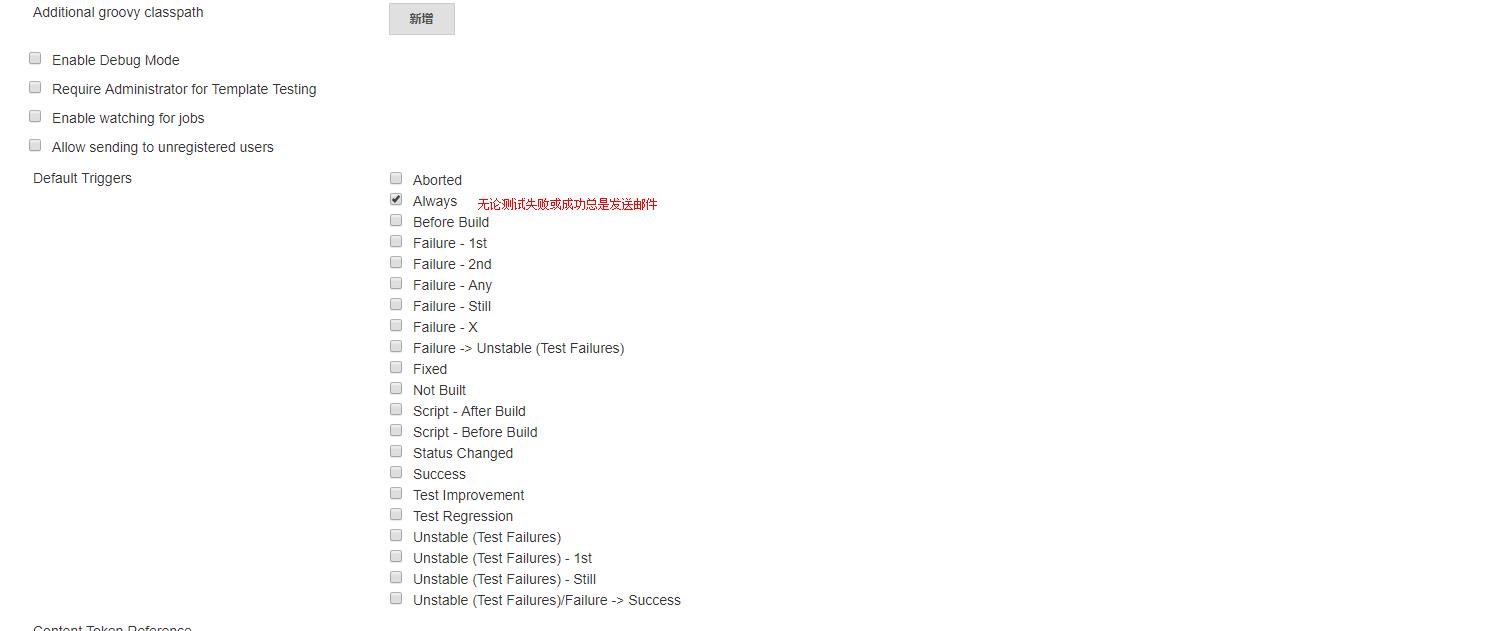 Additional groovy classpath
新增
Enable Debug Mode
Require Administrator for Template Testing
Enable watching for jobs
Allow sending to unregistered users
Default Triggers
Aborted
Always 无论测试失败或成功总是发送邮件
Before Build
Failure - 1st
Failure - 2nd
Failure - Any
Failure - Still
Failure - X
Failure -> Unstable (Test Failures)
Fixed
Not Built
Script - After Build
Script - Before Build
Status Changed
Success
Test Improvement
Test Regression
Unstable (Test Failures)
Unstable (Test Failures) - 1st
Unstable (Test Failures) - Still
Unstable (Test Failures)/Failure -> Success
Content Token Reference